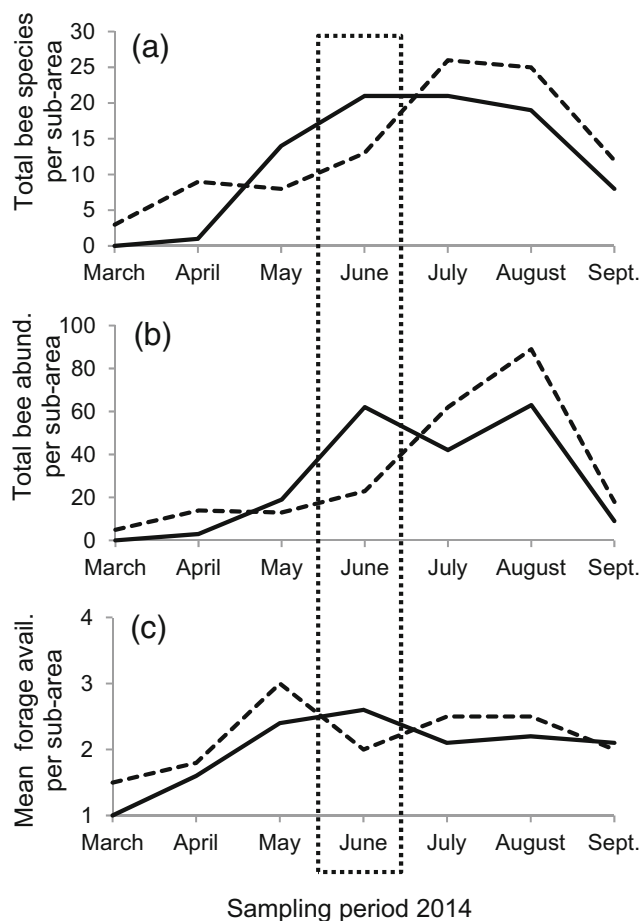 (a)
Total bee species
per sub-area
30
25
20
15
10
5
0
March April May June July August Sept.
(b)
Total bee abund.
per sub-area
100
80
60
40
20
0
March April May June July August Sept.
(c)
Mean forage avail.
per sub-area
4
3
2
1
March April May June July August Sept.
Sampling period 2014